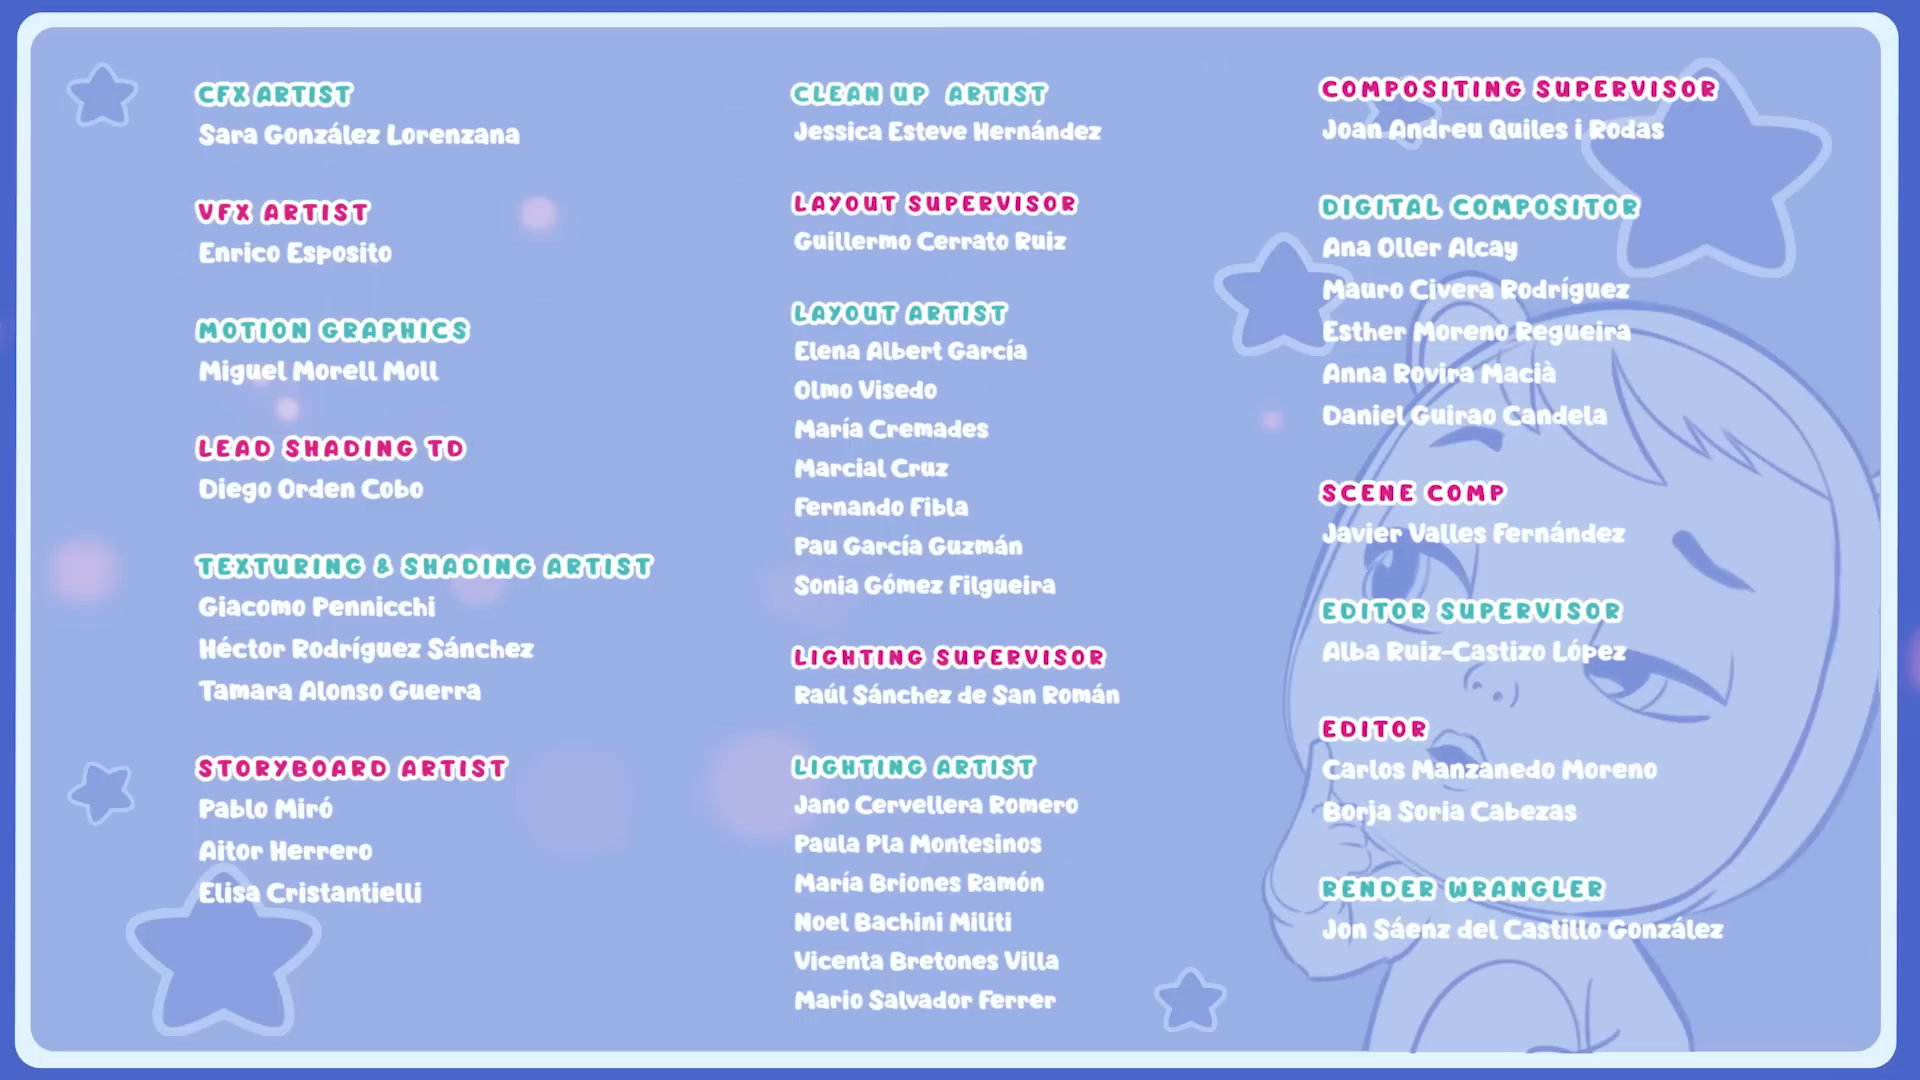 CFX ARTIST
Sara González Lorenzana
VFX ARTIST
Enrico Esposito
MOTION GRAPHICS
Miguel Morell Moll
LEAD SHADING TD
Diego Orden Cobo
TEXTURING & SHADING ARTIST
Giacomo Pennicchi
Héctor Rodríguez Sánchez
Tamara Alonso Guerra
STORYBOARD ARTIST
Pablo Miró
Aitor Herrero
Elisa Cristantielli
CLEAN UP ARTIST
Jessica Esteve Hernández
LAYOUT SUPERVISOR
Guillermo Cerrato Ruiz
LAYOUT ARTIST
Elena Albert García
Olmo Visedo
María Cremades
Marcial Cruz
Fernando Fibla
Pau García Guzmán
Sonia Gómez Filgueira
LIGHTING SUPERVISOR
Raúl Sánchez de San Román
LIGHTING ARTIST
Jano Cervellera Romero
Paula Pla Montesinos
María Briones Ramón
Noel Bachini Militi
Vicenta Bretones Villa
Mario Salvador Ferrer
COMPOSITING SUPERVISOR
Joan Andreu Quiles i Rodas
DIGITAL COMPOSITOR
Ana Oller Alcay
Mauro Civera Rodríguez
Esther Moreno Regueira
Anna Rovira Macià
Daniel Guirao Candela
SCENE COMP
Javier Valles Fernández
EDITOR SUPERVISOR
Alba Ruiz-Castizo López
EDITOR
Carlos Manzanedo Moreno
Borja Soria Cabezas
RENDER WRANGLER
Jon Sáenz del Castillo González